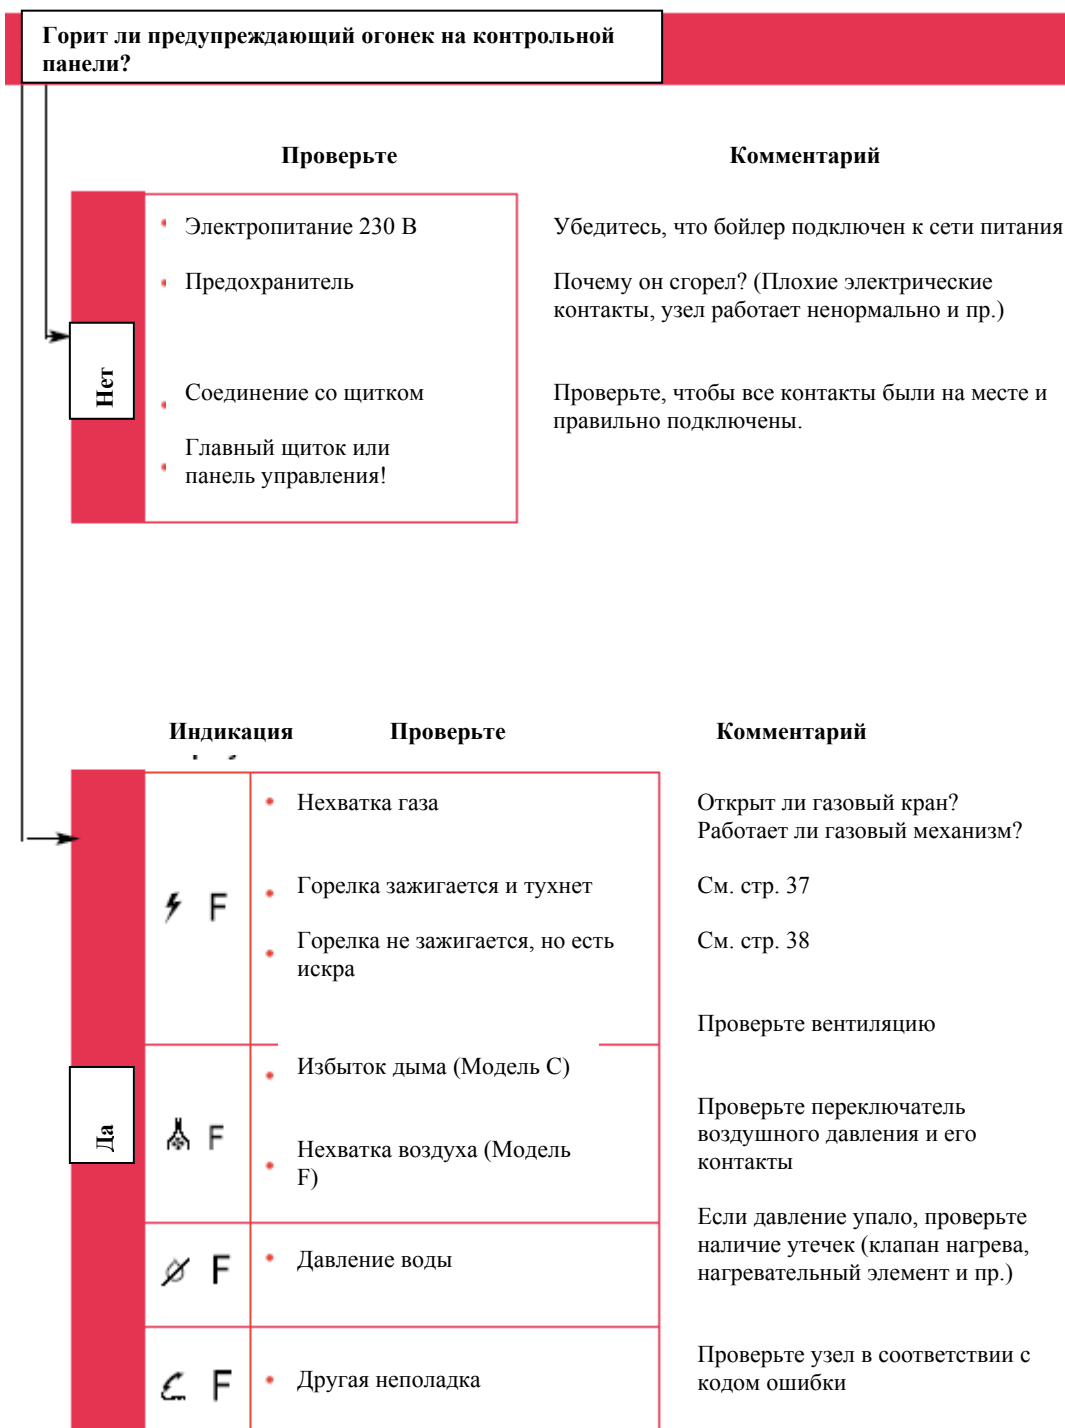 Горит ли предупреждающий огонек на контрольной
панели?
Проверьте Комментарий
Нет
Электропитание 230 В Убедитесь, что бойлер подключен к сети питания
Предохранитель Почему он сгорел? (Плохие электрические
контакты, узел работает ненормально и пр.)
Соединение со щитком Проверьте, чтобы все контакты были на месте и
правильно подключены.
Главный щиток или
панель управления!
Индикация Проверьте Комментарий
Да
F
Нехватка газа Открыт ли газовый кран?
Работает ли газовый механизм?
Горелка зажигается и тухнет См. стр. 37
Горелка не зажигается, но есть См. стр. 38
искра
Проверьте вентиляцию
F
Избыток дыма (Модель С)
Нехватка воздуха (Модель
F)
Проверьте переключатель
воздушного давления и его
контакты
F
Давление воды
Если давление упало, проверьте
наличие утечек (клапан нагрева,
нагревательный элемент и пр.)
F
Другая неполадка
Проверьте узел в соответствии с
кодом ошибки